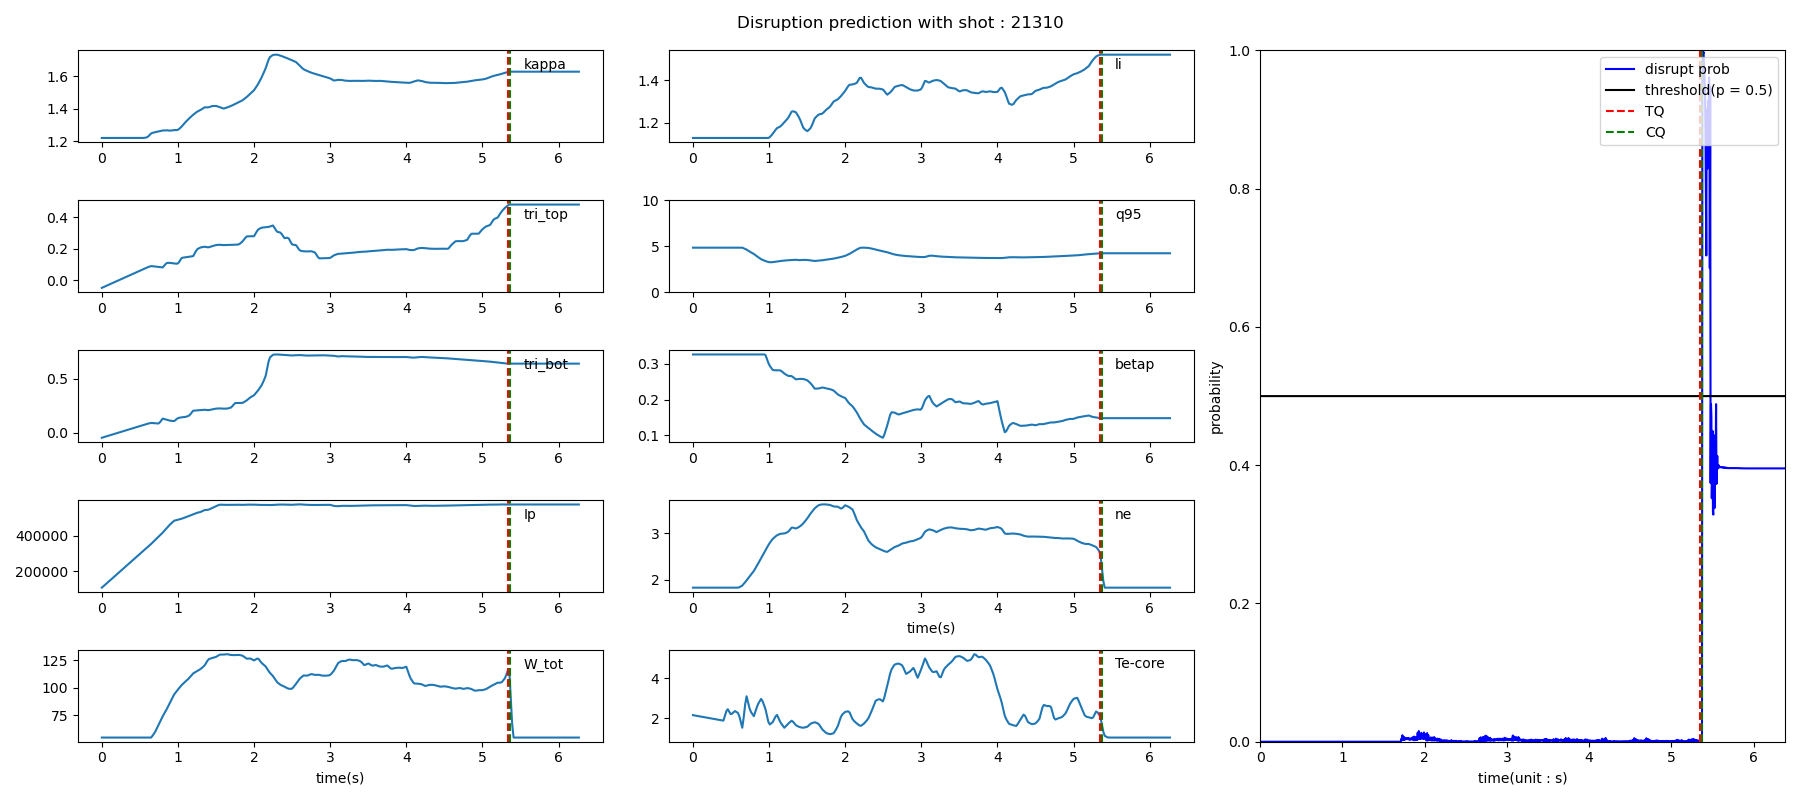 Disruption prediction with shot : 21310
kappa
1.6
1.4
1.2
0 1 2 3 4 5 6
li
1.4
1.2
0 1 2 3 4 5 6
tri_top
0.4
0.2
0.0
0 1 2 3 4 5 6
q95
10
5
0
0 1 2 3 4 5 6
tri_bot
0.5
0.0
0 1 2 3 4 5 6
betap
0.3
0.2
0.1
0 1 2 3 4 5 6
Ip
400000
200000
0 1 2 3 4 5 6
ne
3
2
0 1 2 3 4 5 6
time(s)
W_tot
125
100
75
0 1 2 3 4 5 6
time(s)
Te-core
4
2
0 1 2 3 4 5 6
disrupt prob
threshold(p = 0.5)
TQ
CQ
1.0
0.8
0.6
0.4
0.2
0.0
probability
0 1 2 3 4 5 6
time(unit : s)